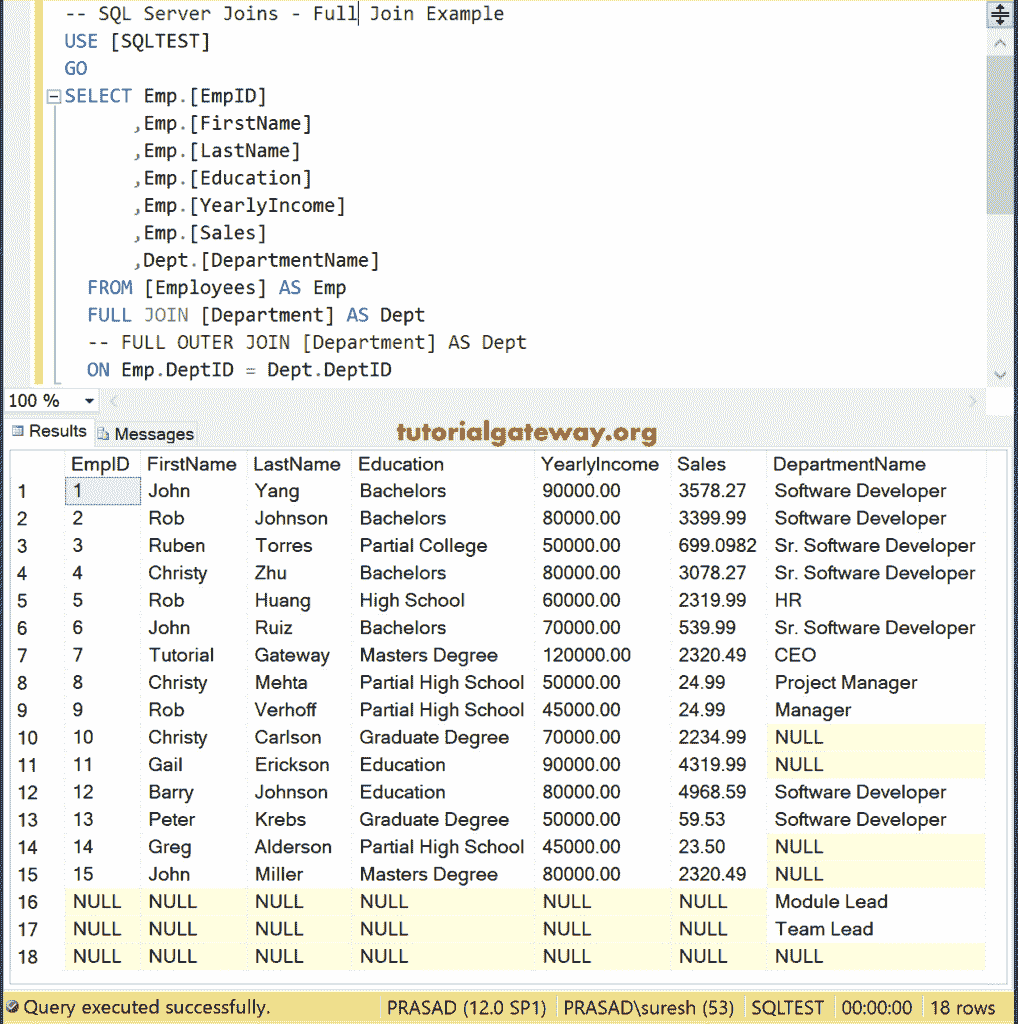 -- SQL Server Joins - Full Join Example
USE [SQLTEST]
GO
SELECT Emp.[EmpID]
,Emp.[FirstName]
,Emp.[LastName]
,Emp.[Education]
,Emp.[YearlyIncome]
,Emp.[Sales]
,Dept.[DepartmentName]
FROM [Employees] AS Emp
FULL JOIN [Department] AS Dept
-- FULL OUTER JOIN [Department] AS Dept
ON Emp.DeptID = Dept.DeptID
100 %
Results Messages tutorialgateway.org
EmpID FirstName LastName Education YearlyIncome Sales DepartmentName
1 1 John Yang Bachelors 90000.00 3578.27 Software Developer
2 2 Rob Johnson Bachelors 80000.00 3399.99 Software Developer
3 3 Ruben Torres Partial College 50000.00 699.0982 Sr. Software Developer
4 4 Christy Zhu Bachelors 80000.00 3078.27 Sr. Software Developer
5 5 Rob Huang High School 60000.00 2319.99 HR
6 6 John Ruiz Bachelors 70000.00 539.99 Sr. Software Developer
7 7 Tutorial Gateway Masters Degree 120000.00 2320.49 CEO
8 8 Christy Mehta Partial High School 50000.00 24.99 Project Manager
9 9 Rob Verhoff Partial High School 45000.00 24.99 Manager
10 10 Christy Carlson Graduate Degree 70000.00 2234.99 NULL
11 11 Gail Erickson Education 90000.00 4319.99 NULL
12 12 Barry Johnson Education 80000.00 4968.59 Software Developer
13 13 Peter Krebs Graduate Degree 50000.00 59.53 Software Developer
14 14 Greg Alderson Partial High School 45000.00 23.50 NULL
15 15 John Miller Masters Degree 80000.00 2320.49 NULL
16 NULL NULL NULL NULL NULL NULL Module Lead
17 NULL NULL NULL NULL NULL NULL Team Lead
18 NULL NULL NULL NULL NULL NULL NULL
Query executed successfully. PRASAD (12.0 SP1) PRASAD\suresh (53) SQLTEST 00:00:00 18 rows